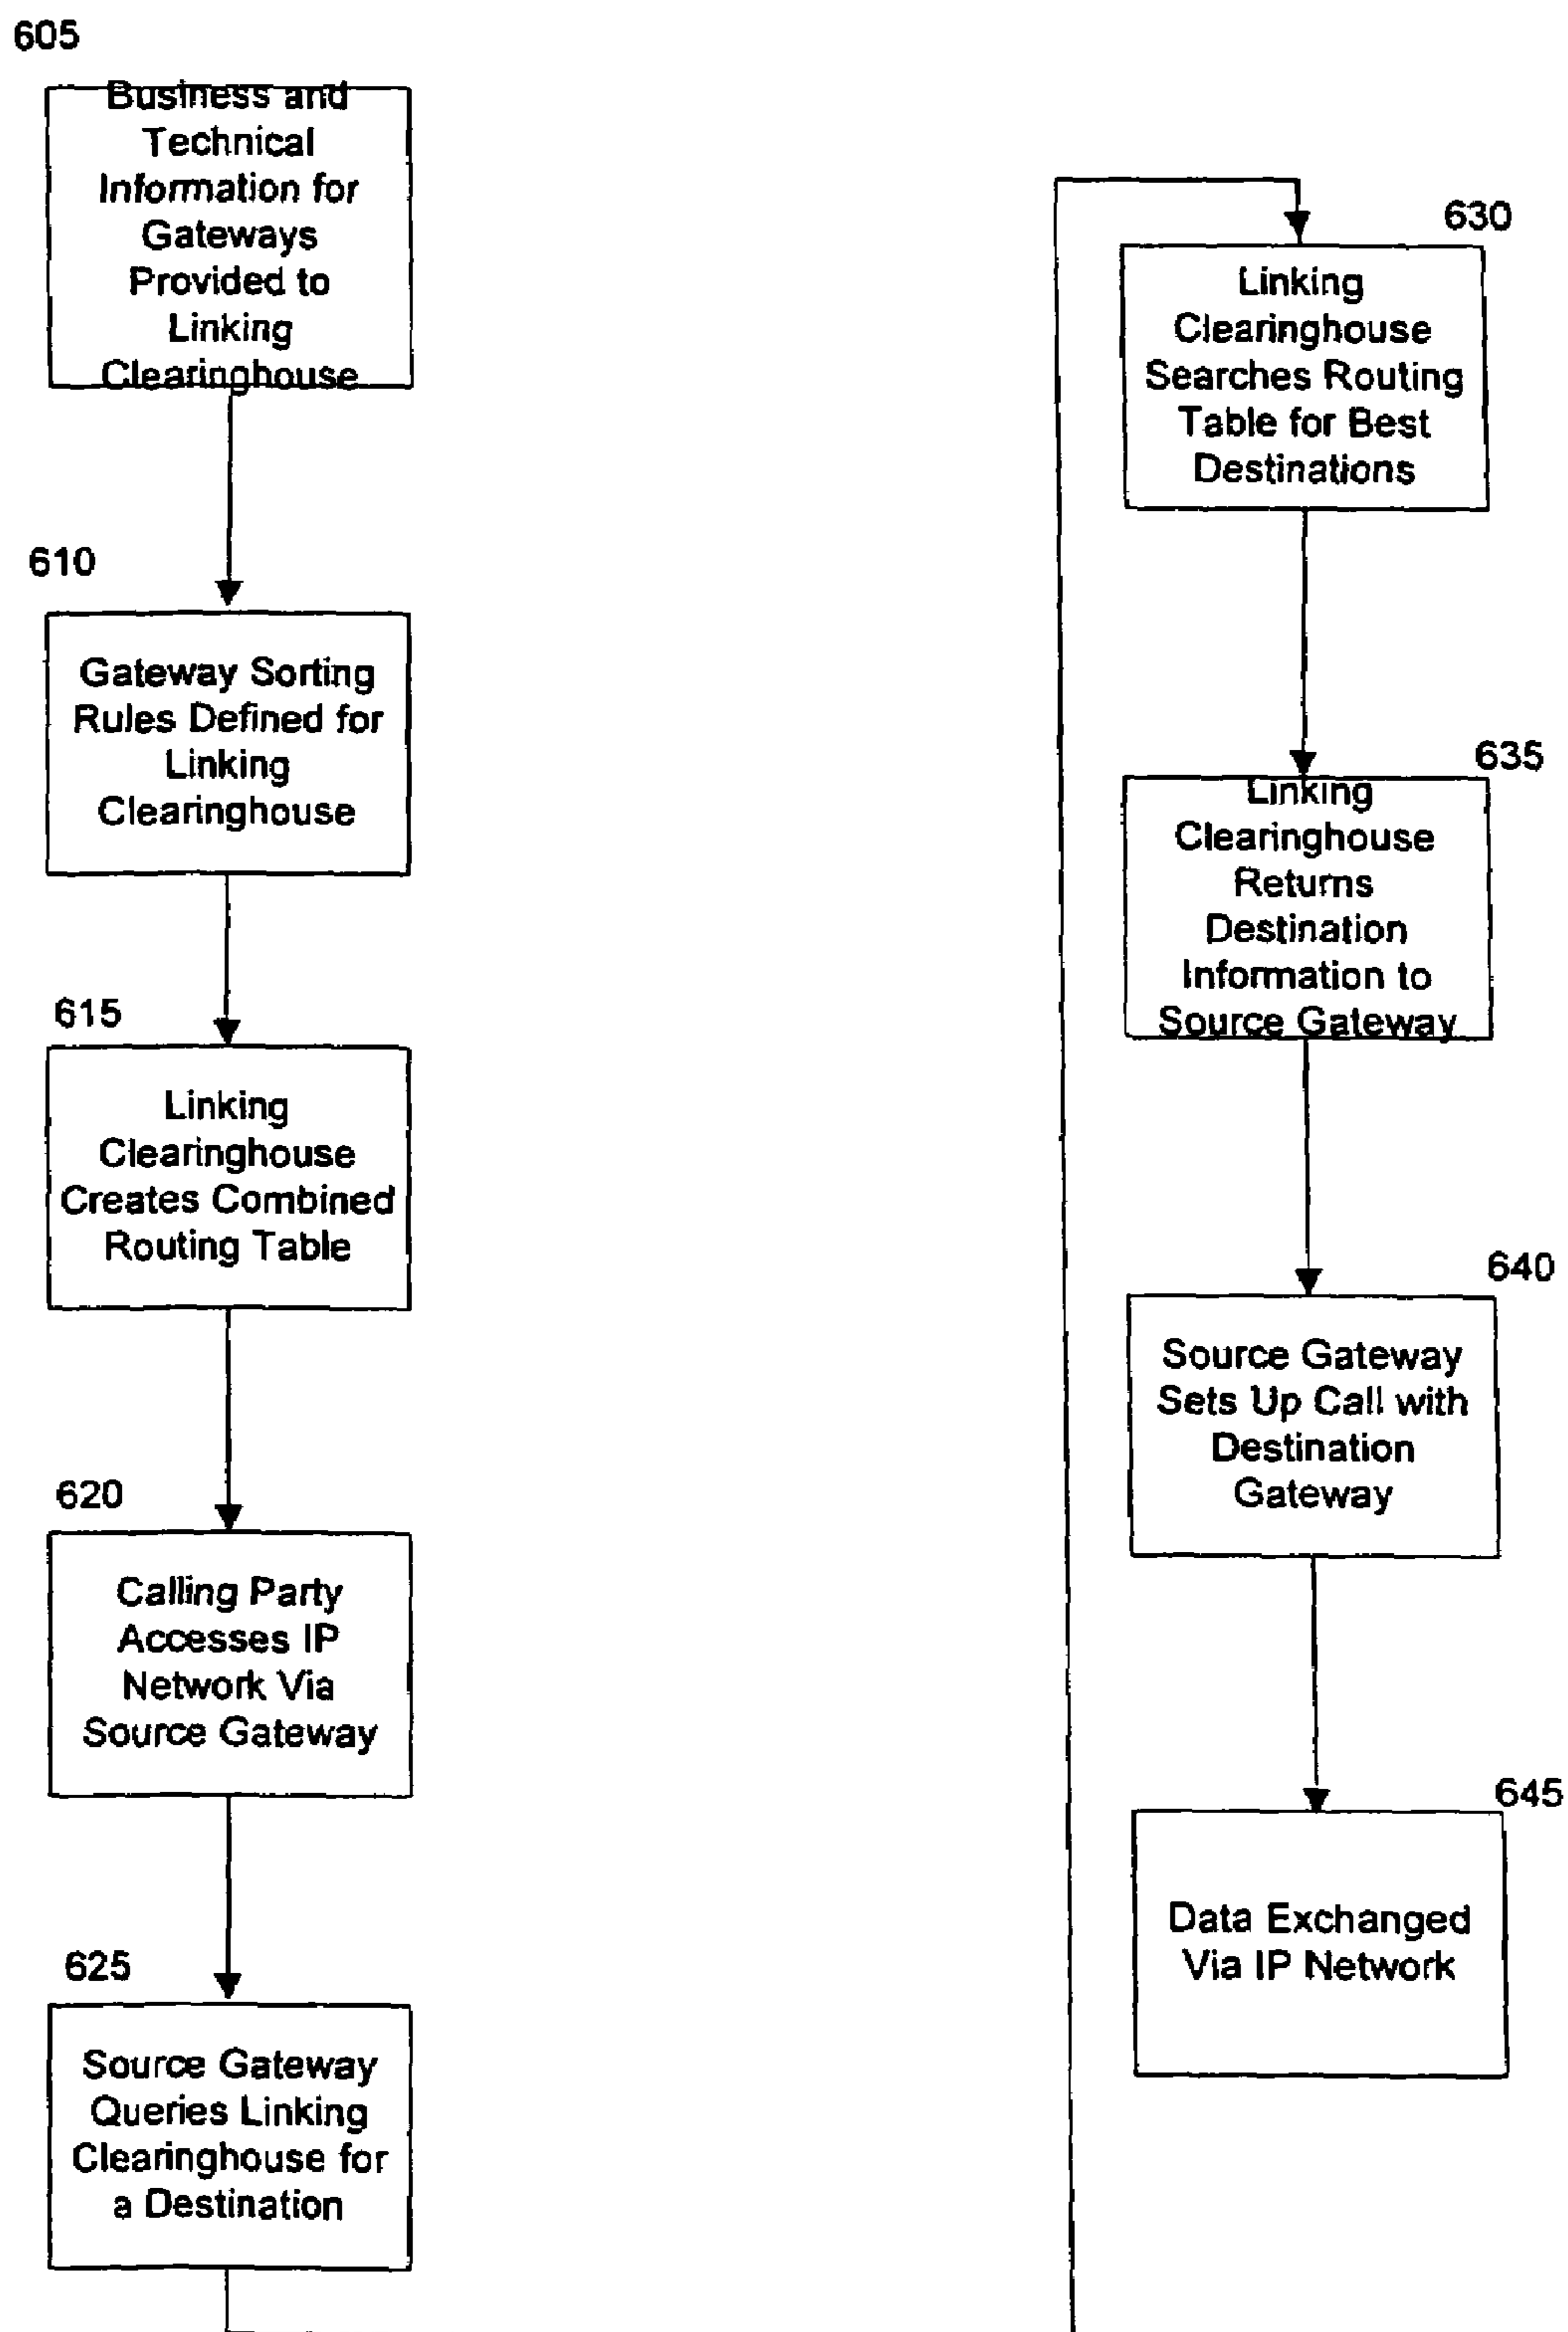 605
Business and
Technical
Information for
Gateways
Provided to
Linking
Clearinghouse
610
Gateway Sorting
Rules Defined for
Linking
Clearinghouse
615
Linking
Clearinghouse
Creates Combined
Routing Table
620
Calling Party
Accesses IP
Network Via
Source Gateway
625
Source Gateway
Queries Linking
Clearinghouse for
a Destination
630
Linking
Clearinghouse
Searches Routing
Table for Best
Destinations
635
Linking
Clearinghouse
Returns
Destination
Information to
Source Gateway
640
Source Gateway
Sets Up Call with
Destination
Gateway
645
Data Exchanged
Via IP Network